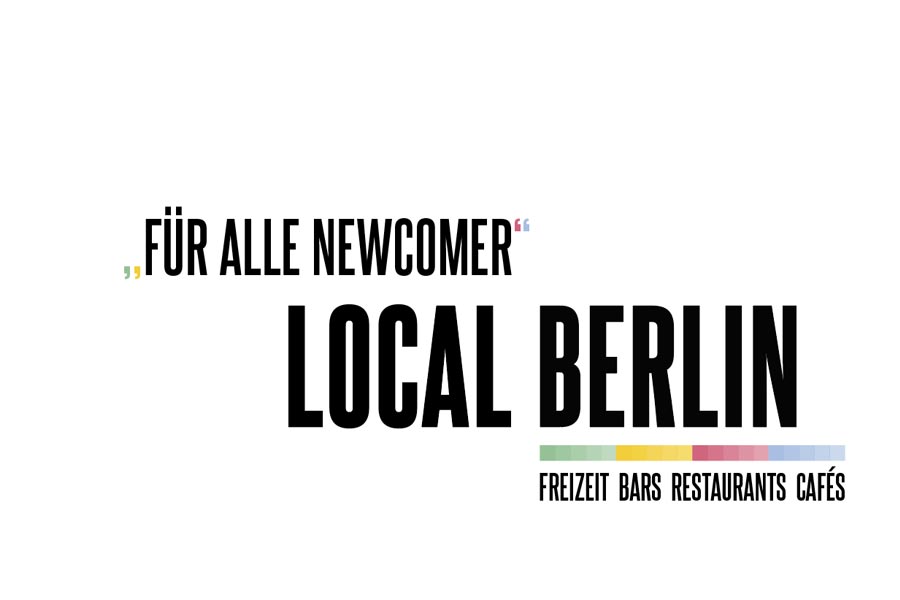 „FÜR ALLE NEWCOMER“
LOCAL BERLIN
FREIZEIT BARS RESTAURANTS CAFÉS